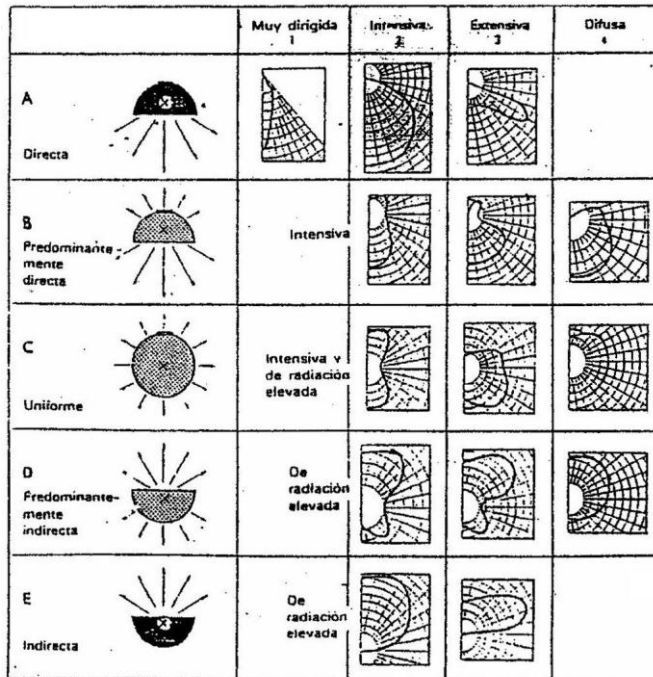 Muy dirigida
1
Intensiva
2
Extensiva
3
Difusa
4
A
Directa
B
Predominante-
mente
directa
Intensiva
C
Uniforme
Intensiva y
de radiación
elevada
D
Predominante-
mente
indirecta
De
radiación
elevada
E
Indirecta
De
radiación
elevada